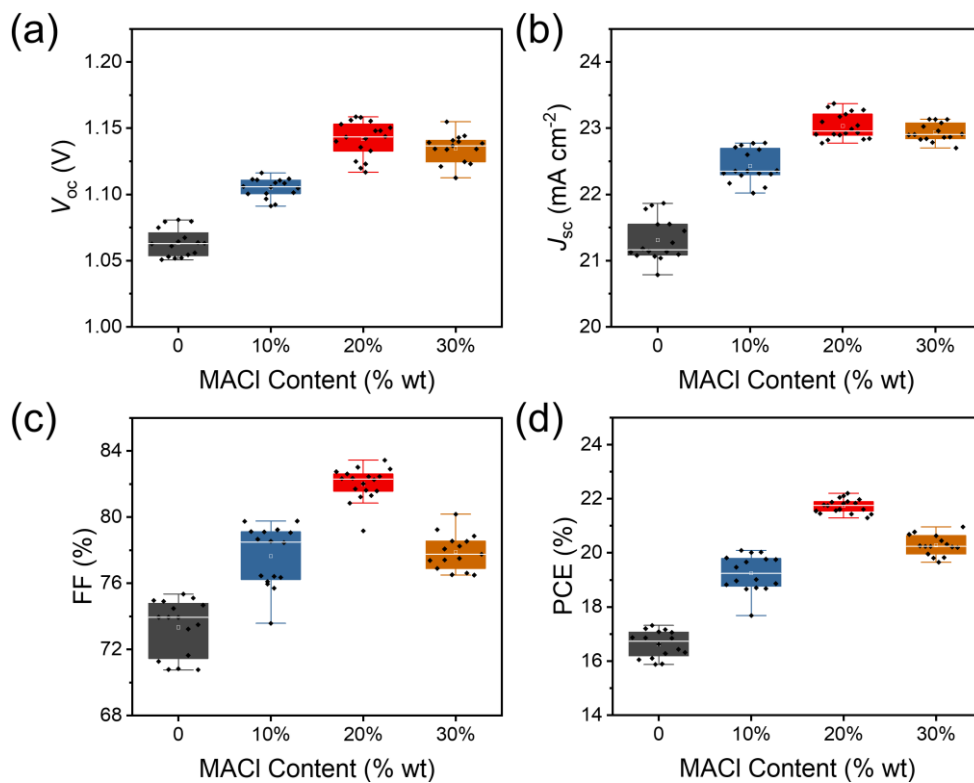 (a)
V_oc (V)
1.20
1.15
1.10
1.05
1.00
0 10% 20% 30%
MACl Content (% wt)
(b)
J_sc (mA cm⁻²)
24
23
22
21
20
0 10% 20% 30%
MACl Content (% wt)
(c)
FF (%)
84
80
76
72
68
0 10% 20% 30%
MACl Content (% wt)
(d)
PCE (%)
24
22
20
18
16
14
0 10% 20% 30%
MACl Content (% wt)